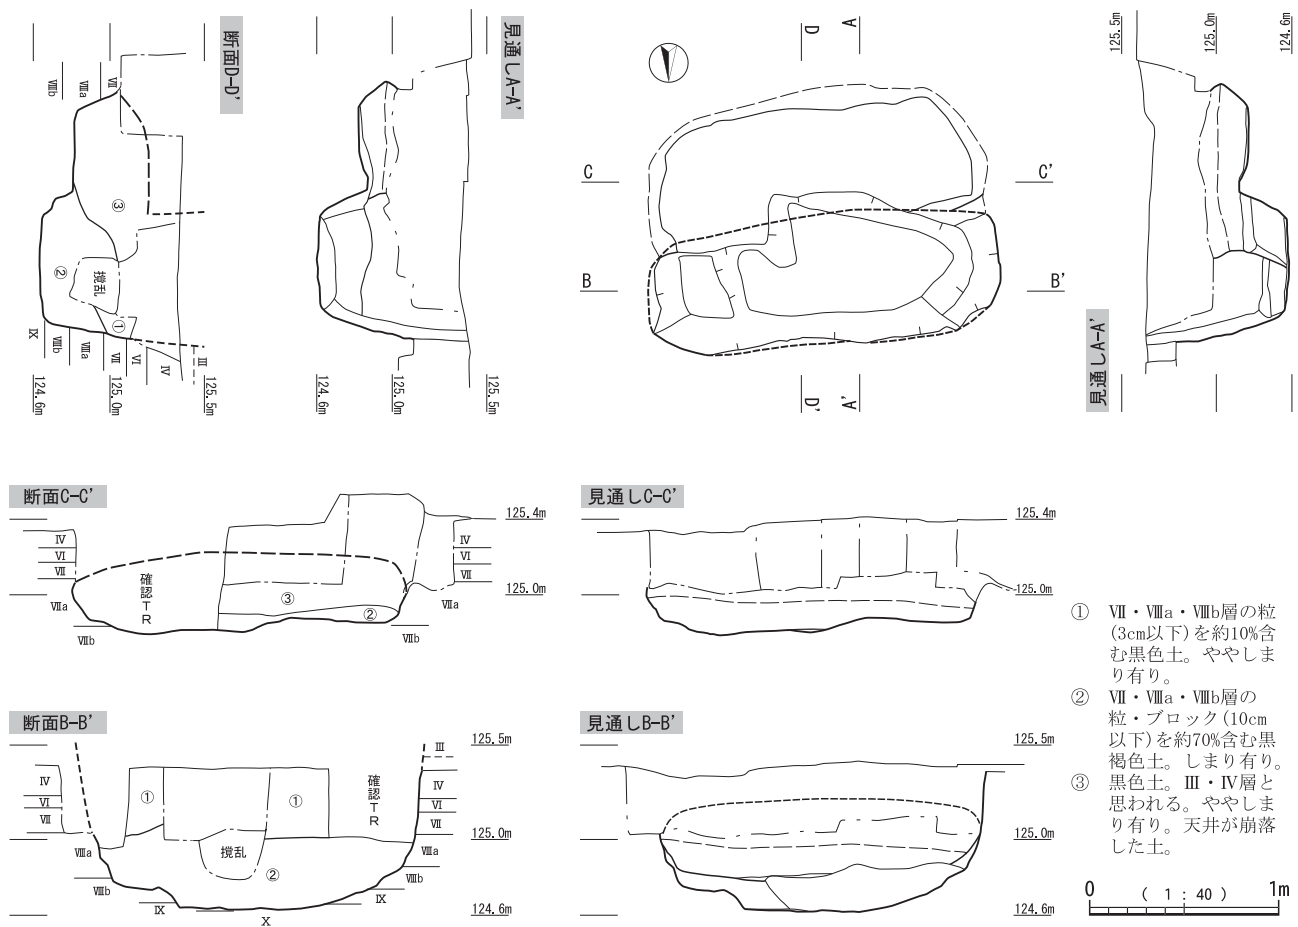 断面D-D'
Ⅷb
Ⅷa
Ⅶ
③
②
撹乱
①
Ⅸ
Ⅷb
Ⅷa
Ⅶ
Ⅵ
Ⅳ
Ⅲ
124.6m
125.0m
125.5m
見通しA-A'
124.6m
125.0m
125.5m
D
A
C
C'
B
B'
D'
A'
125.5m
125.0m
124.6m
見通しA-A'
断面C-C'
125.4m
Ⅳ
Ⅵ
Ⅶ
Ⅳ
Ⅵ
Ⅶ
確認TR
③
②
125.0m
Ⅷa
Ⅷa
Ⅷb
Ⅷb
見通しC-C'
125.4m
125.0m
断面B-B'
125.5m
Ⅲ
Ⅳ
Ⅵ
Ⅶ
①
①
確認TR
Ⅳ
Ⅵ
Ⅶ
125.0m
Ⅷa
撹乱
Ⅷa
②
Ⅷb
Ⅷb
Ⅸ
Ⅸ
Ⅹ
124.6m
見通しB-B'
125.5m
125.0m
124.6m
① Ⅶ・Ⅷa・Ⅷb層の粒
(3cm以下)を約10%含
む黒色土。ややしま
り有り。
② Ⅶ・Ⅷa・Ⅷb層の
粒・ブロック(10cm
以下)を約70%含む黒
褐色土。しまり有り。
③ 黒色土。Ⅲ・Ⅳ層と
思われる。ややしま
り有り。天井が崩落
した土。
0 (1:40) 1m